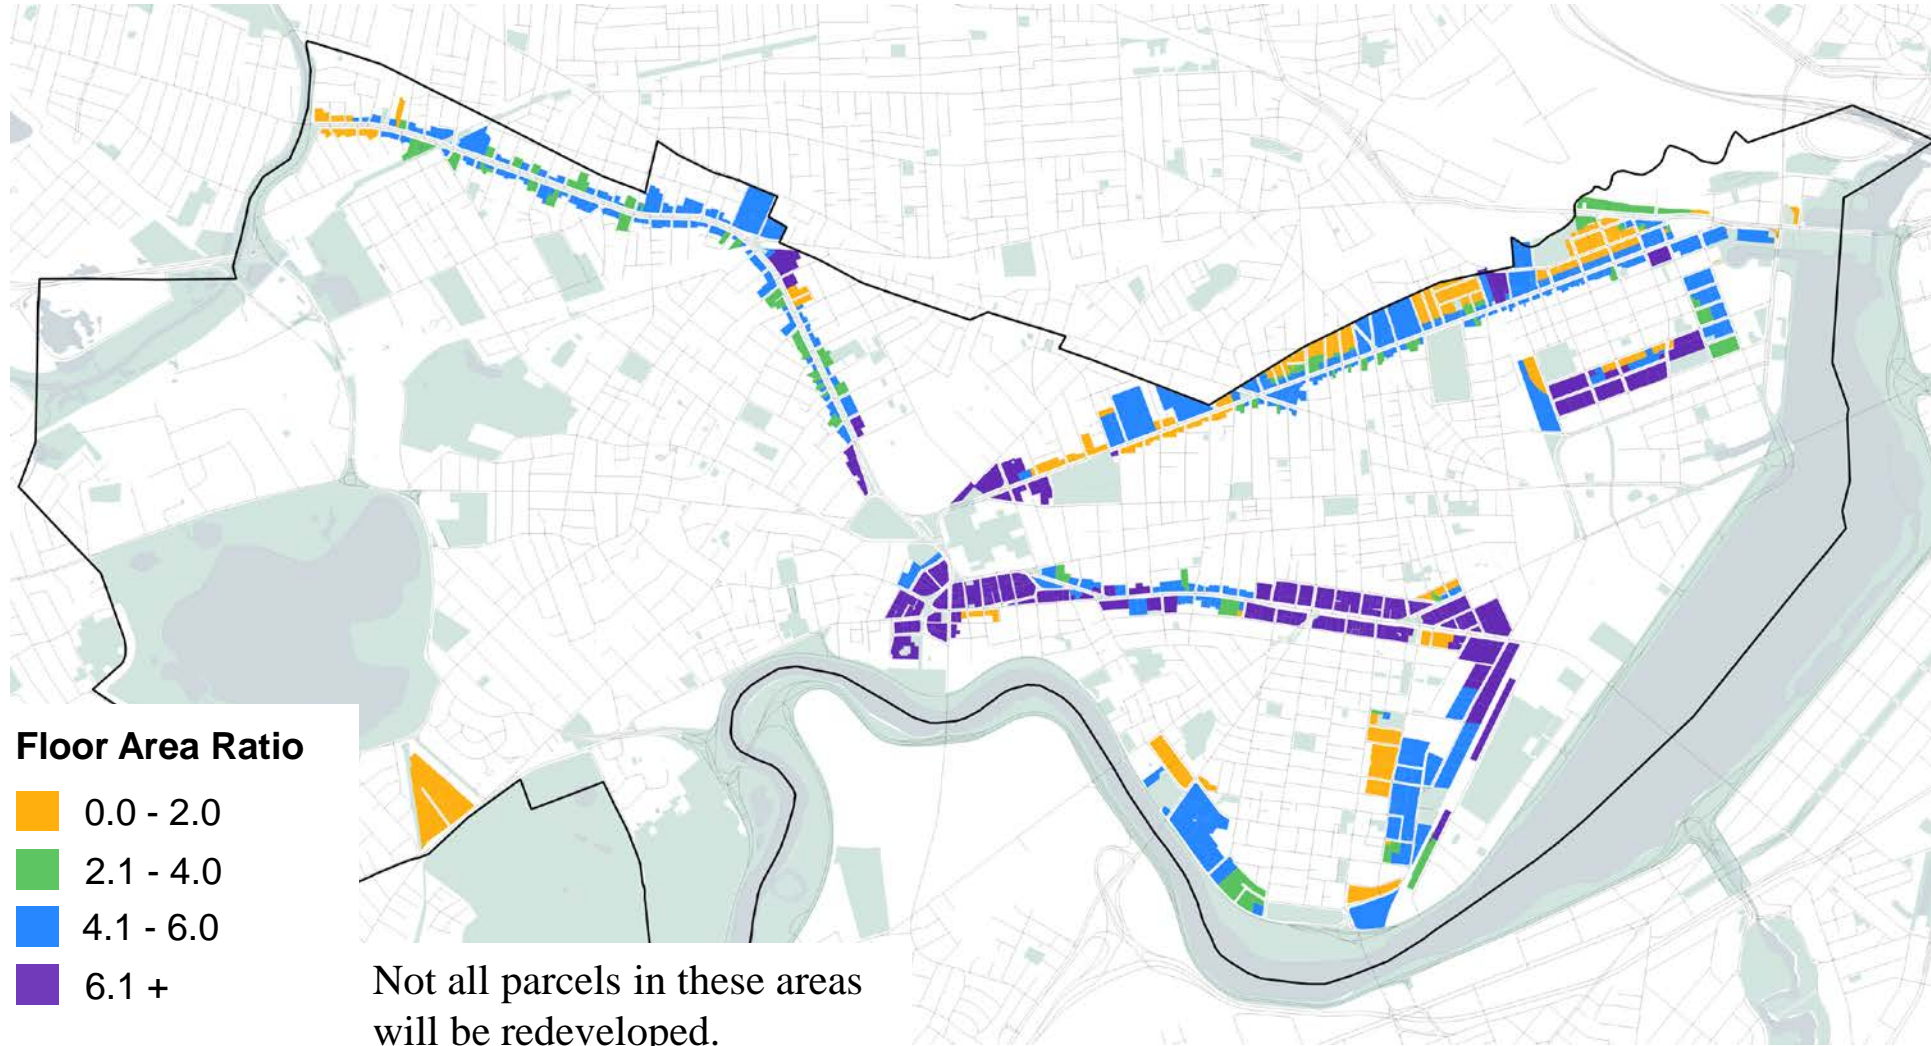 Floor Area Ratio
0.0 - 2.0
2.1 - 4.0
4.1 - 6.0
6.1 +
Not all parcels in these areas
will be redeveloped.